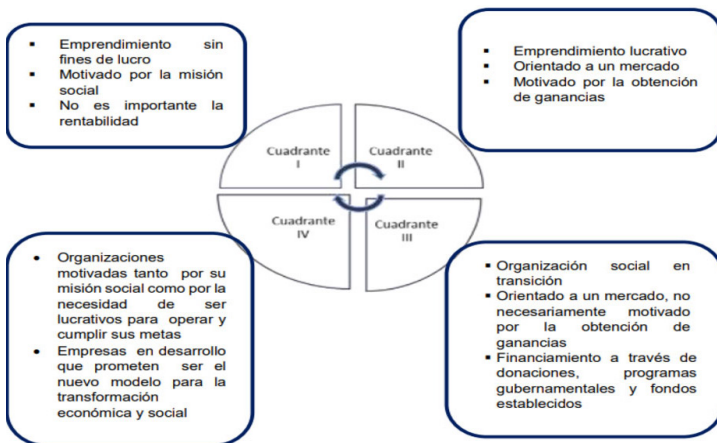 Emprendimiento sin
fines de lucro
Motivado por la misión
social
No es importante la
rentabilidad
Emprendimiento lucrativo
Orientado a un mercado
Motivado por la obtención
de ganancias
Cuadrante
I
Cuadrante
II
Cuadrante
IV
Cuadrante
III
Organizaciones
motivadas tanto por su
misión social como por la
necesidad de ser
lucrativos para operar y
cumplir sus metas
Empresas en desarrollo
que prometen ser el
nuevo modelo para la
transformación
económica y social
Organización social en
transición
Orientado a un mercado, no
necesariamente motivado
por la obtención de
ganancias
Financiamiento a través de
donaciones, programas
gubernamentales y fondos
establecidos